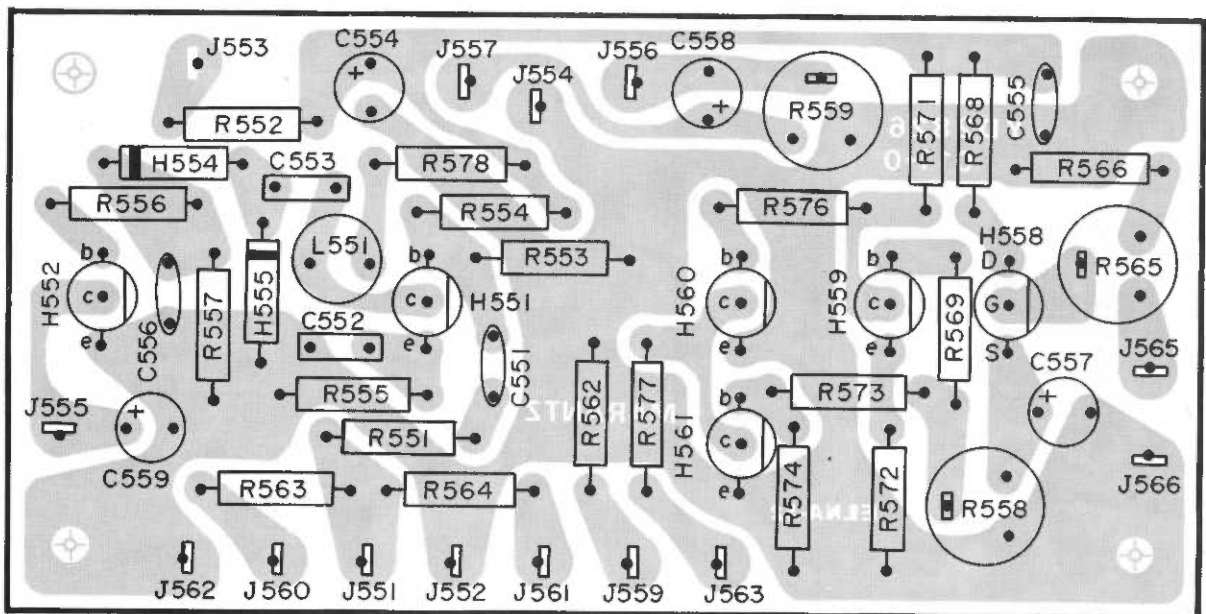 J553
C554
J557
J556
C558
J554
R559
R571
R568
C555
R552
H554
C553
R578
R566
R556
R554
R576
L551
R553
H558
b
b
b
b
D
R565
H552
c
C556
R557
H555
c
H551
H560
c
H559
c
R569
G
e
C552
e
C551
e
e
S
C557
J565
J555
+
R555
R562
R577
b
R573
+
R551
H561
c
C559
R563
R564
e
R574
R572
R558
J566
J562
J560
J551
J552
J561
J559
J563
+
+